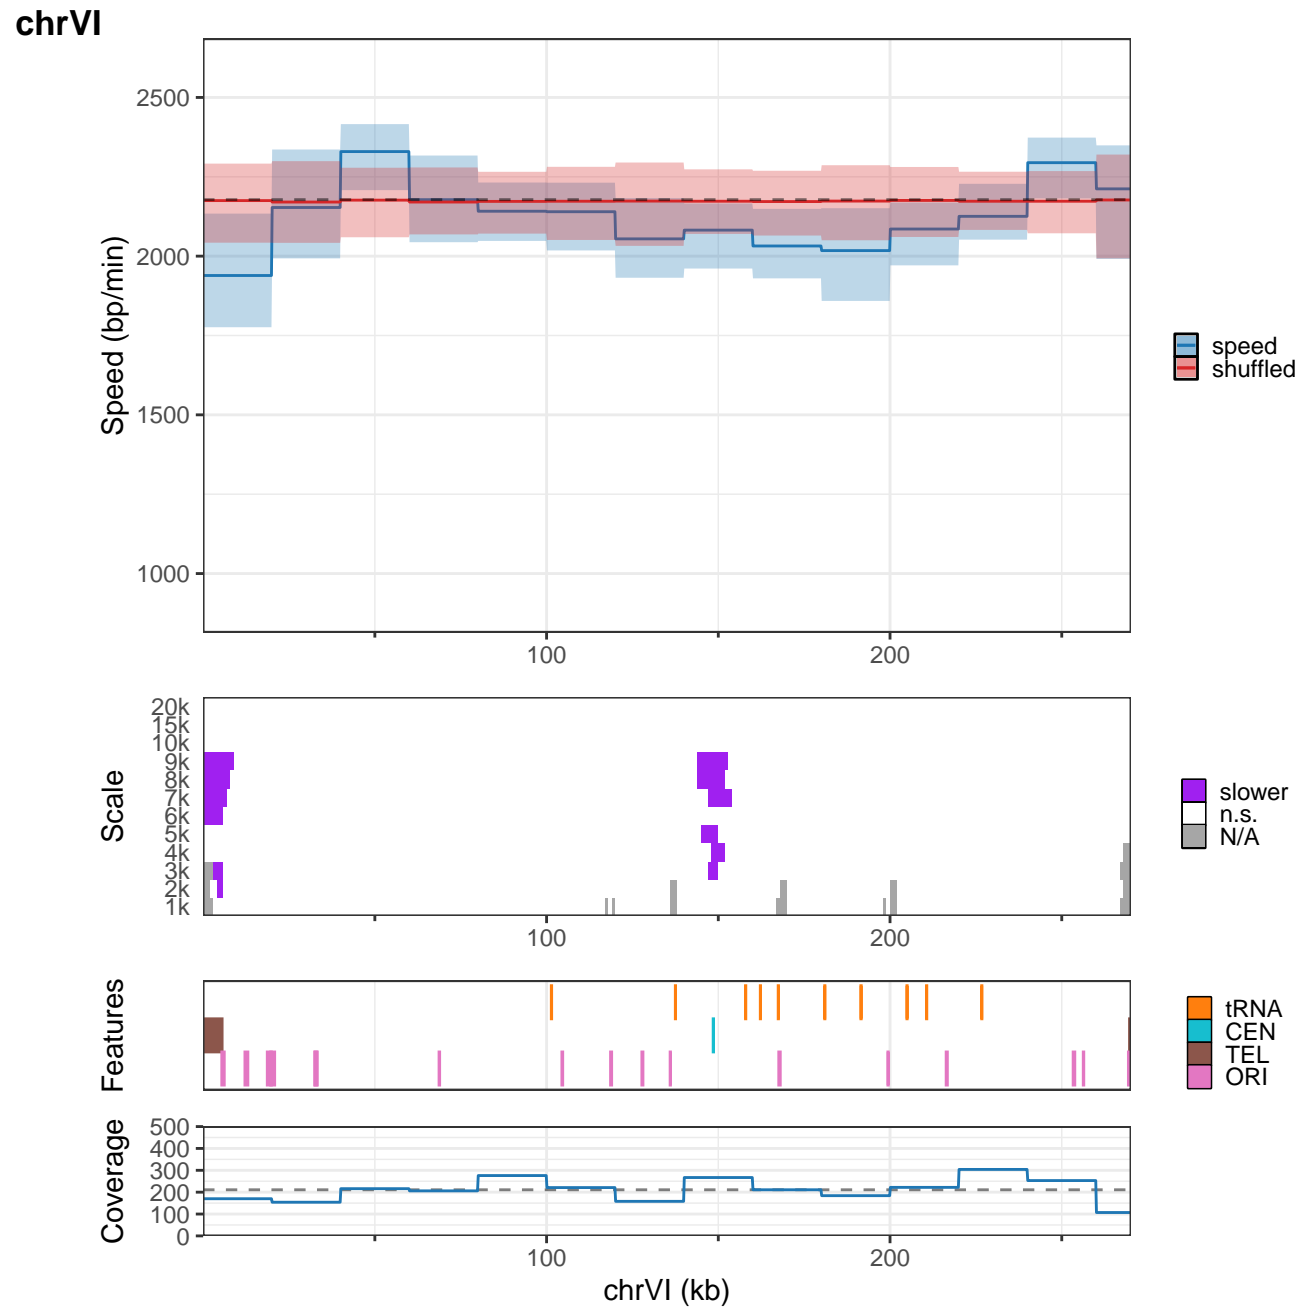 chrVI
2500
2000
1500
1000
Speed (bp/min)
100
200
speed
shuffled
20k
15k
10k
9k
8k
7k
6k
5k
4k
3k
2k
1k
Scale
100
200
slower
n.s.
N/A
Features
tRNA
CEN
TEL
ORI
500
400
300
200
100
0
Coverage
100
200
chrVI (kb)